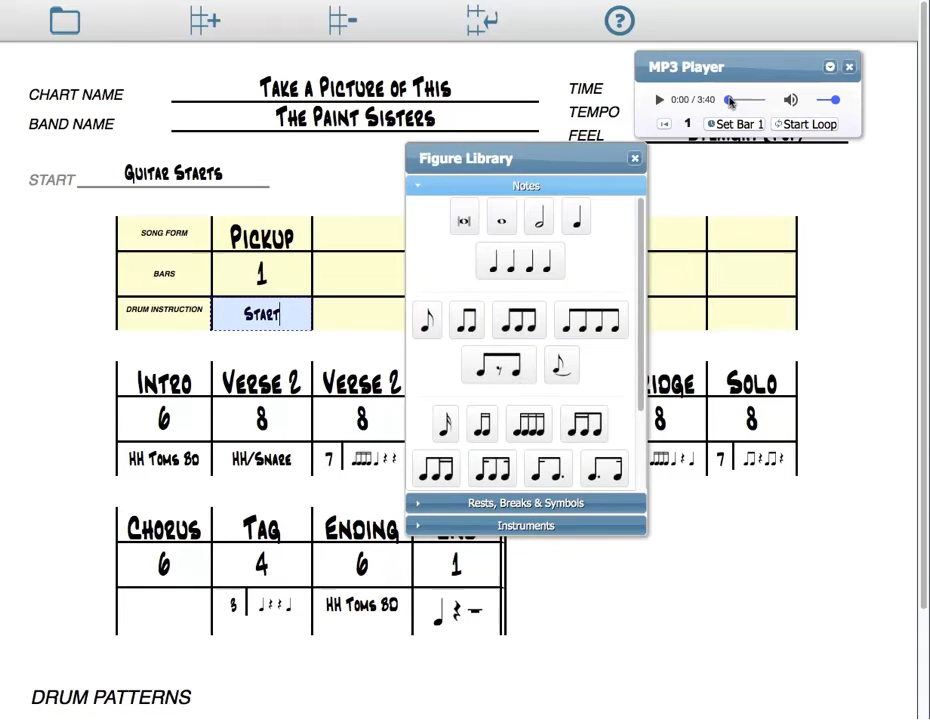 MP3 Player
0:00 / 3:40
1 Set Bar 1 Start Loop
CHART NAME Take a Picture of This TIME
BAND NAME The Paint Sisters TEMPO
FEEL
START Guitar Starts
Figure Library
Notes
SONG FORM Pickup
BARS 1
DRUM INSTRUCTION Start
Intro Verse 2 Verse 2 Solo
6 8 8 8 8
HH Toms BD HH/Snare 7 7
Rests, Breaks & Symbols
Instruments
Chorus Tag Ending End
6 4 6 1
3 HH Toms BD
DRUM PATTERNS